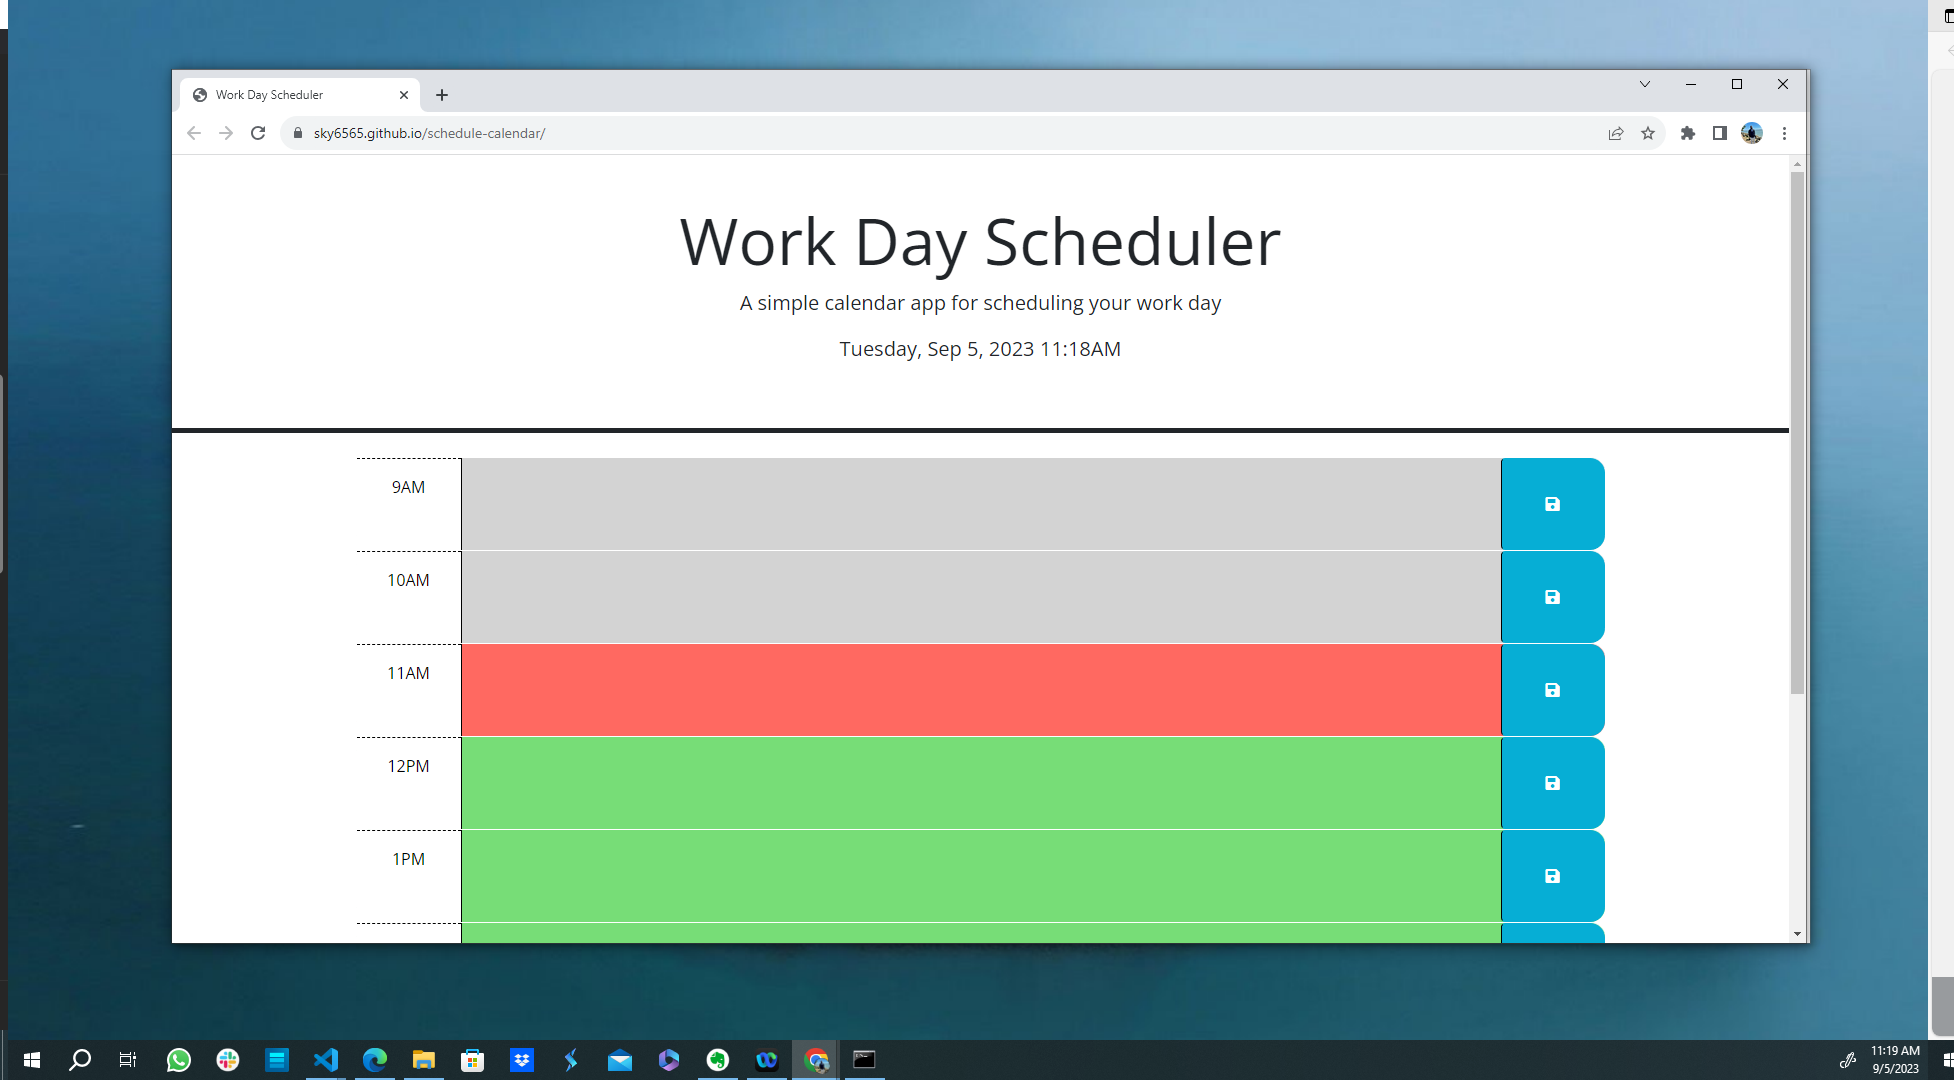 Work Day Scheduler
sky6565.github.io/schedule-calendar/
Work Day Scheduler
A simple calendar app for scheduling your work day
Tuesday, Sep 5, 2023 11:18AM
9AM
10AM
11AM
12PM
1PM
11:19 AM
9/5/2023